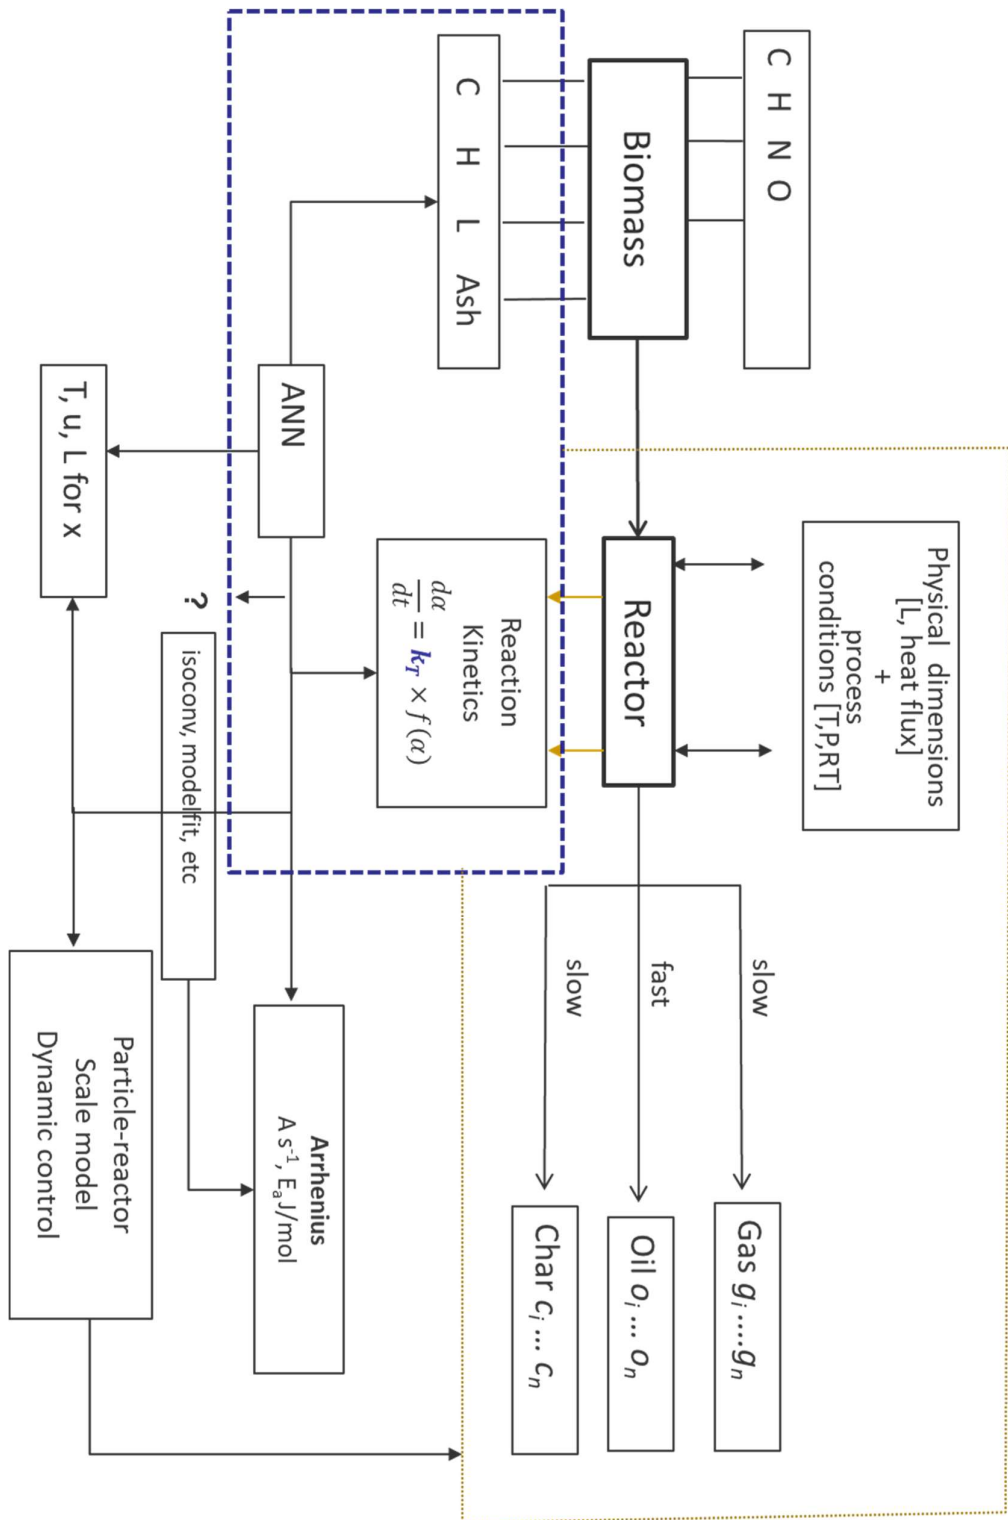 C H N O
Biomass
C H L Ash
Physical dimensions
[L, heat flux]
+
process
conditions [T,P,RT]
Reactor
Reaction
Kinetics
dα/dt = k_T × f(α)
ANN
T, u, L for x
?
isoconv, modelfit, etc
slow
fast
slow
Gas g_i....g_n
Oil o_i... o_n
Char c_i ... c_n
Arrhenius
A s⁻¹, E_a J/mol
Particle-reactor
Scale model
Dynamic control